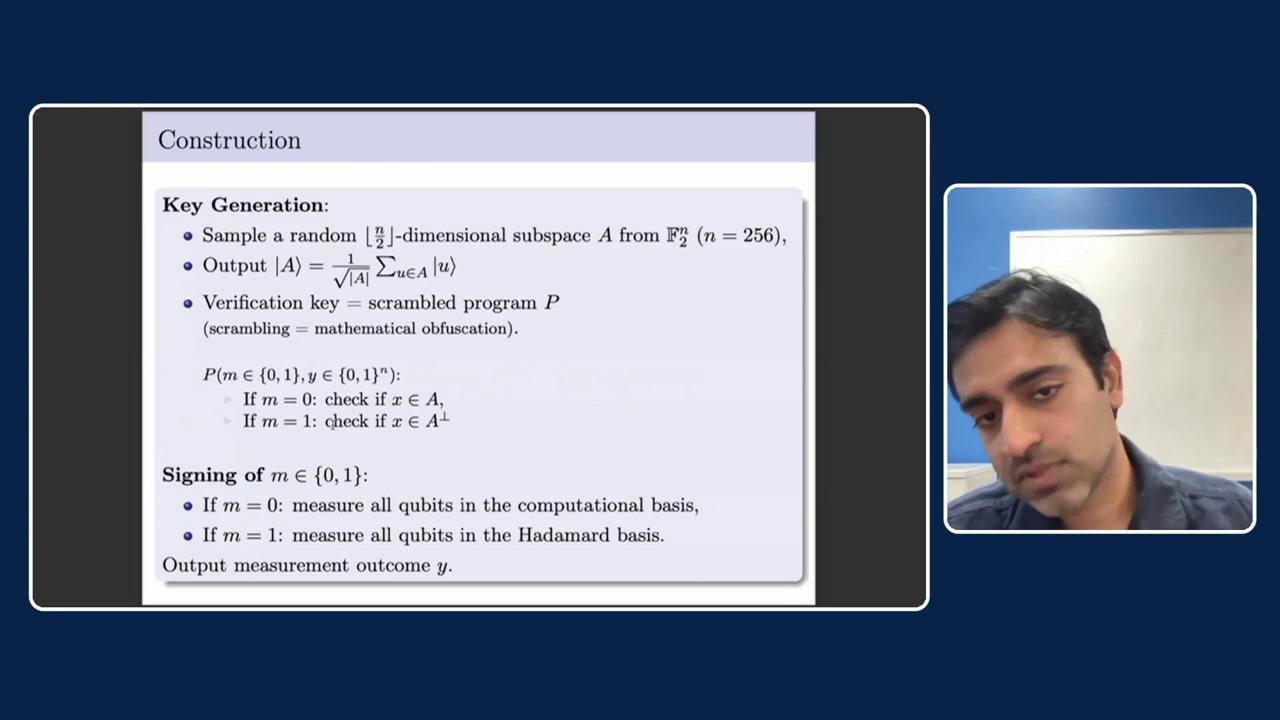 Construction
Key Generation:
Sample a random ⌊n/2⌋-dimensional subspace A from 𝔽₂ⁿ (n = 256),
Output |A⟩ = 1/√|A| ∑_{u∈A} |u⟩
Verification key = scrambled program P
(scrambling = mathematical obfuscation).
P(m ∈ {0, 1}, y ∈ {0, 1}ⁿ):
If m = 0: check if x ∈ A,
If m = 1: check if x ∈ A^⊥
Signing of m ∈ {0, 1}:
If m = 0: measure all qubits in the computational basis,
If m = 1: measure all qubits in the Hadamard basis.
Output measurement outcome y.